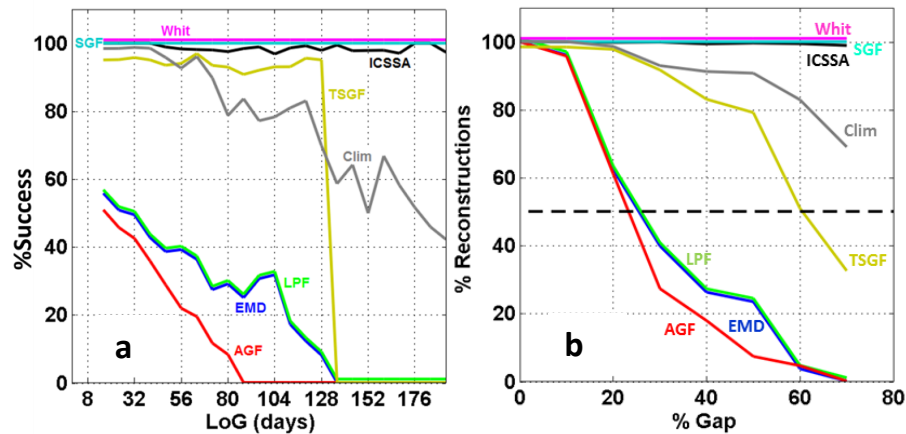 Whit
SGF
100
ICSSA
TSGF
80
Clim
60
%Success
40
LPF
EMD
20
AGF
a
0
8 32 56 80 104 128 152 176
LoG (days)
Whit
100
SGF
ICSSA
80
Clim
60
% Reconstructions
40
LPF
TSGF
20
AGF
EMD
b
0
0 20 40 60 80
% Gap